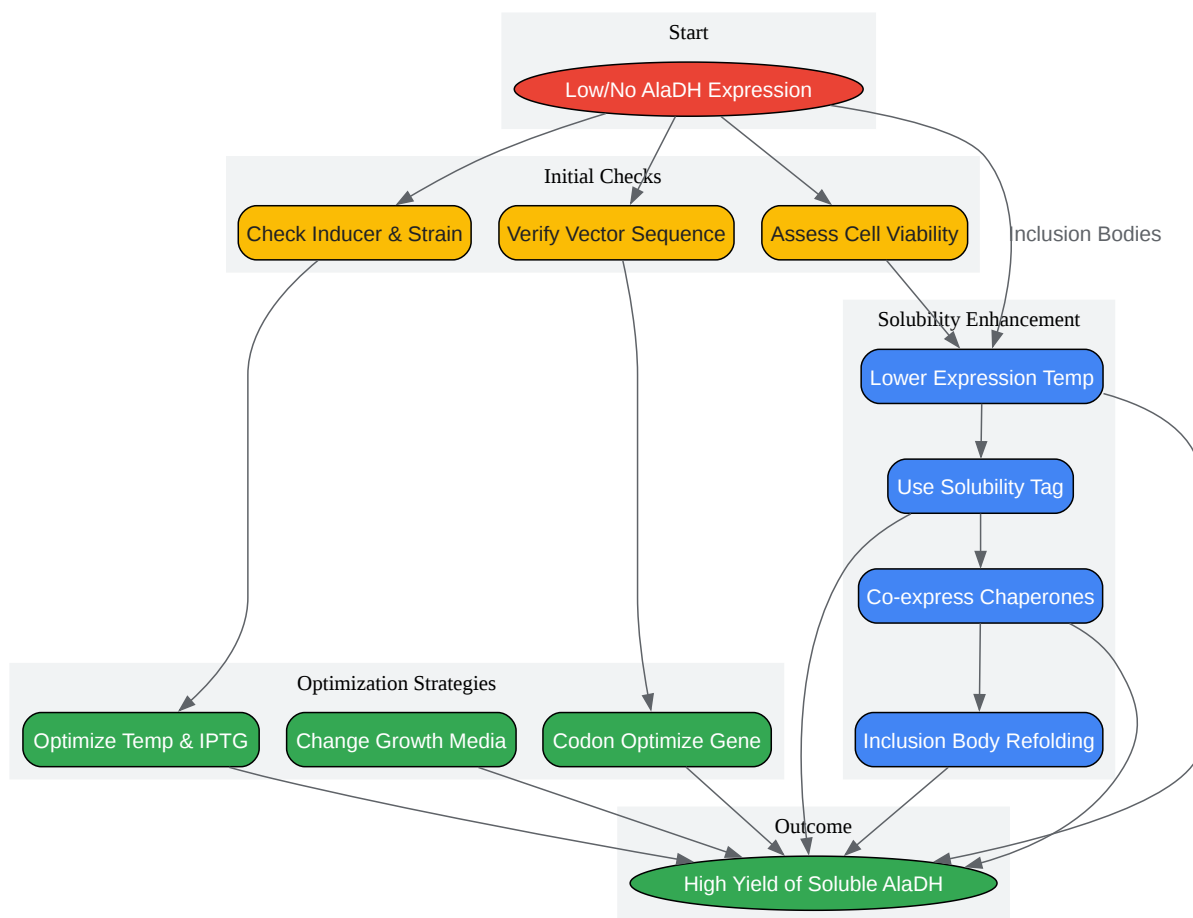 Start
Low/No AlaDH Expression
Initial Checks
Check Inducer & Strain
Verify Vector Sequence
Assess Cell Viability
Inclusion Bodies
Solubility Enhancement
Lower Expression Temp
Use Solubility Tag
Co-express Chaperones
Inclusion Body Refolding
Optimization Strategies
Optimize Temp & IPTG
Change Growth Media
Codon Optimize Gene
Outcome
High Yield of Soluble AlaDH